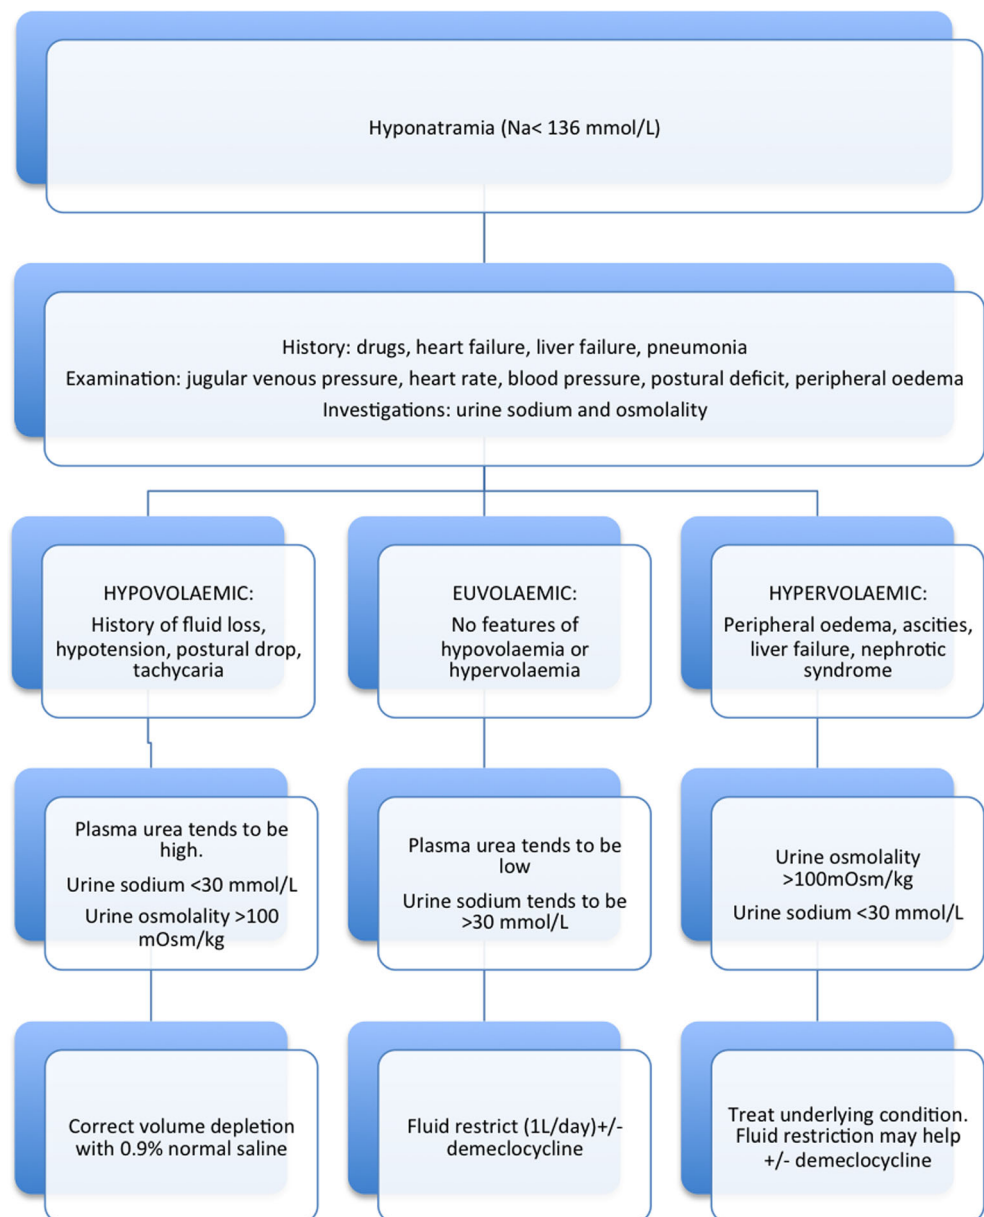 Hyponatramia (Na< 136 mmol/L)
History: drugs, heart failure, liver failure, pneumonia
Examination: jugular venous pressure, heart rate, blood pressure, postural deficit, peripheral oedema
Investigations: urine sodium and osmolality
HYPOVOLAEMIC:
History of fluid loss,
hypotension, postural drop,
tachycaria
EUVOLAEMIC:
No features of
hypovolaemia or
hypervolaemia
HYPERVOLAEMIC:
Peripheral oedema, ascities,
liver failure, nephrotic
syndrome
Plasma urea tends to be
high.
Urine sodium <30 mmol/L
Urine osmolality >100
mOsm/kg
Plasma urea tends to be
low
Urine sodium tends to be
>30 mmol/L
Urine osmolality
>100mOsm/kg
Urine sodium <30 mmol/L
Correct volume depletion
with 0.9% normal saline
Fluid restrict (1L/day)+/-
demeclocycline
Treat underlying condition.
Fluid restriction may help
+/- demeclocycline